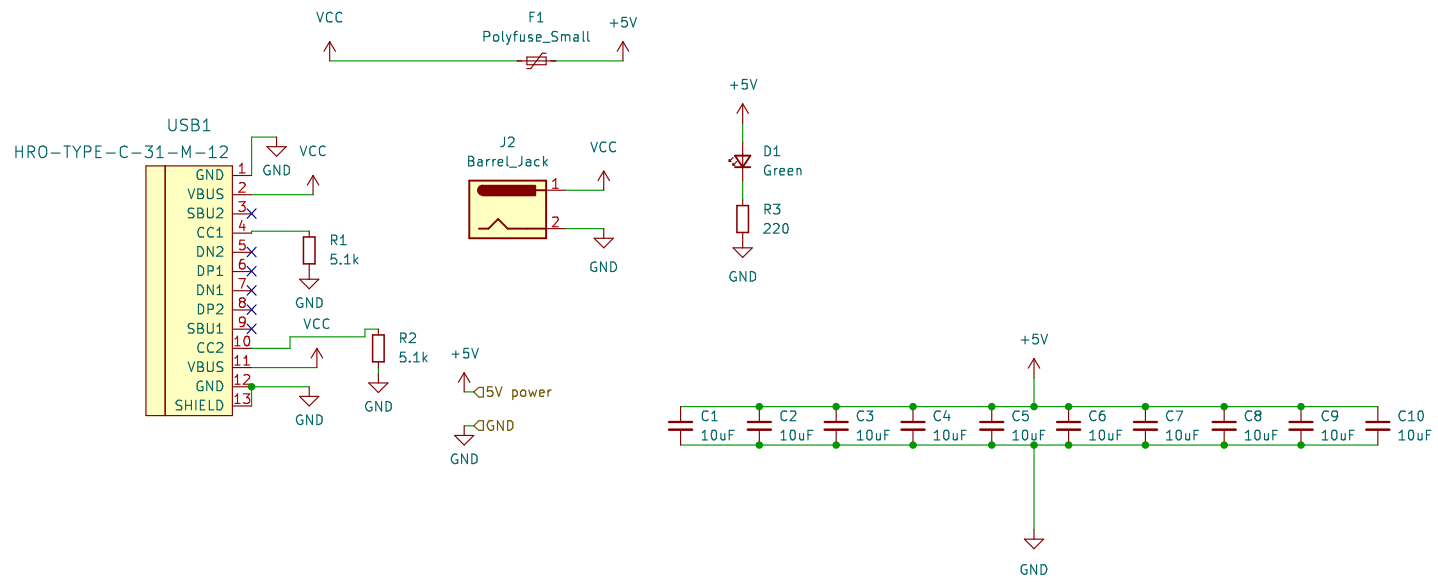 VCC
F1
Polyfuse_Small
+5V
+5V
D1
Green
R3
220
GND
USB1
HRO-TYPE-C-31-M-12
GND 1
VBUS 2
SBU2 3
CC1 4
DN2 5
DP1 6
DN1 7
DP2 8
SBU1 9
CC2 10
VBUS 11
GND 12
SHIELD 13
GND
VCC
R1
5.1k
GND
VCC
R2
5.1k
GND
GND
J2
Barrel_Jack
1
2
VCC
GND
+5V
5V power
GND
GND
+5V
C1
10uF
C2
10uF
C3
10uF
C4
10uF
C5
10uF
C6
10uF
C7
10uF
C8
10uF
C9
10uF
C10
10uF
GND